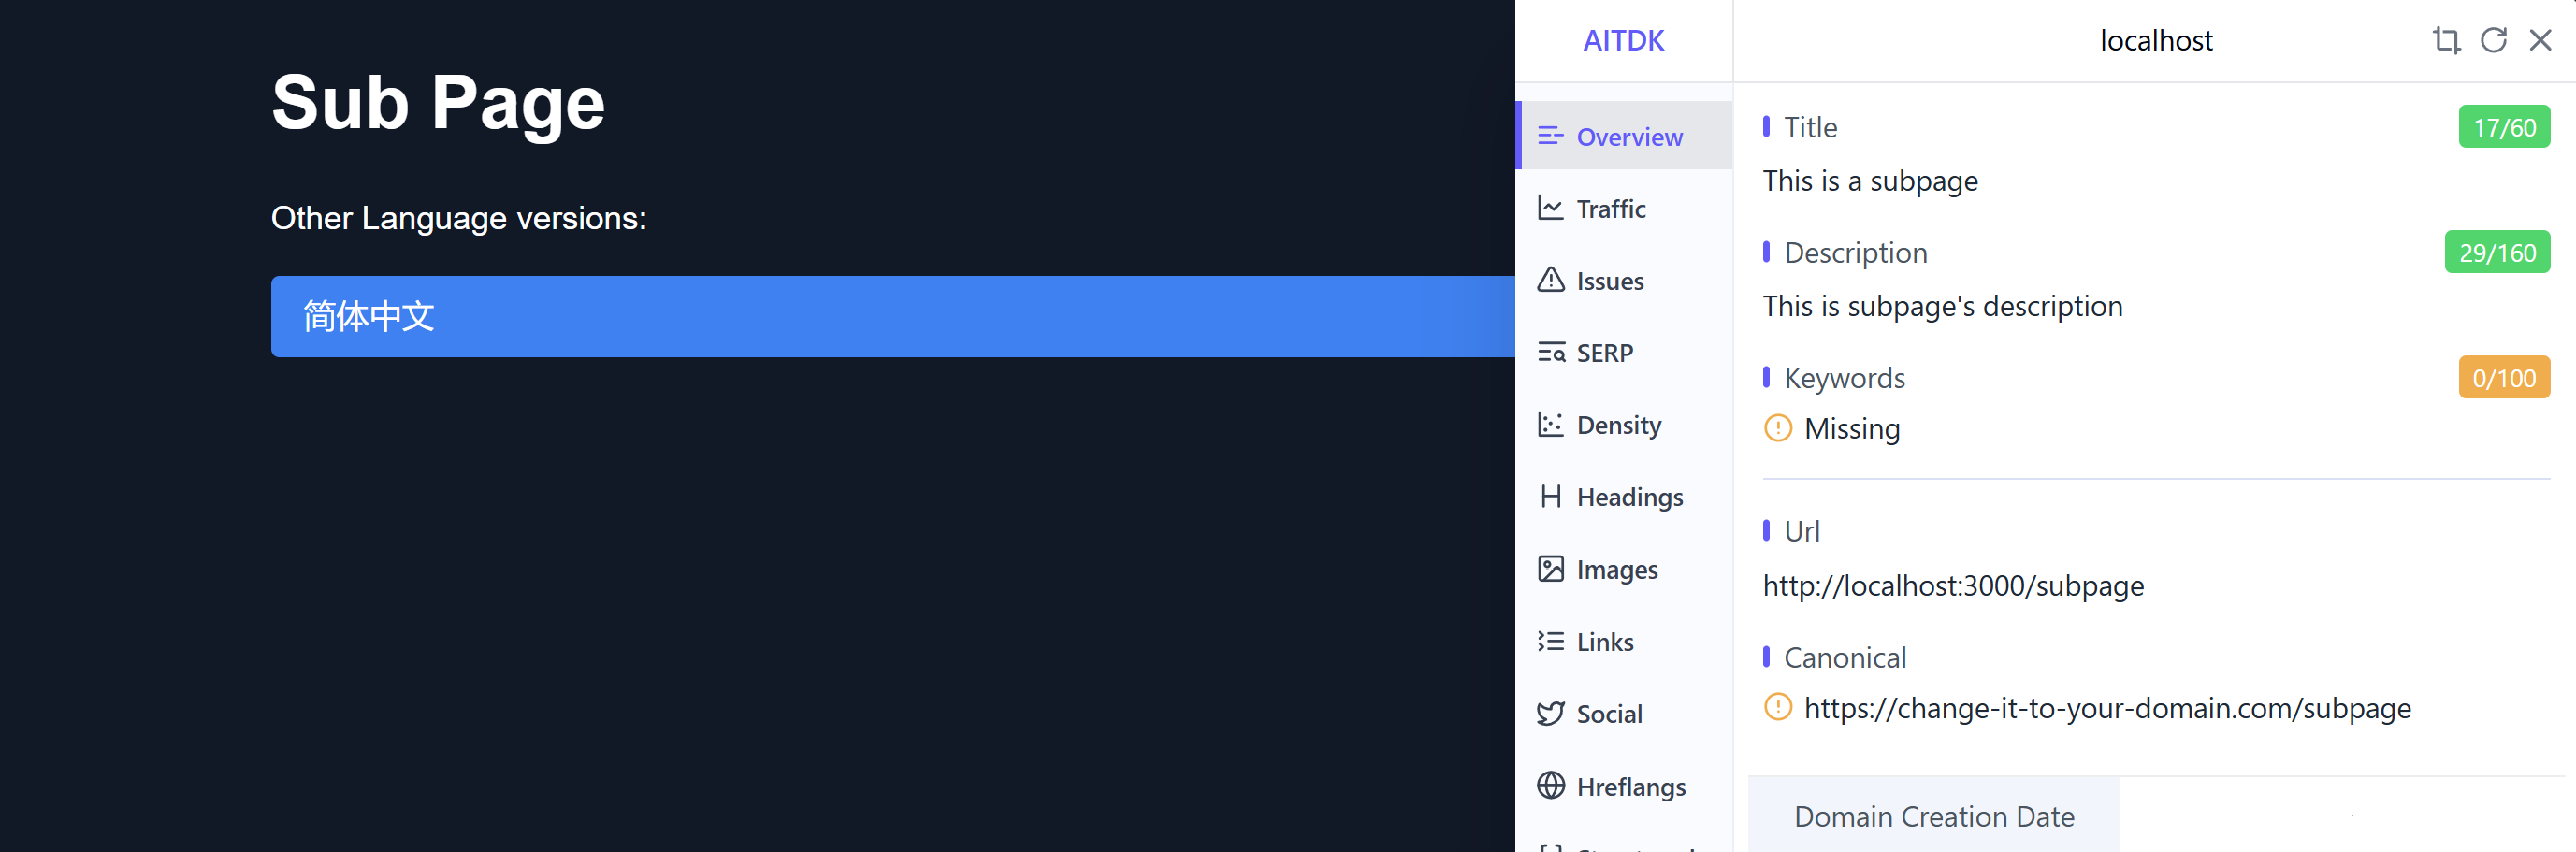 Sub Page
Other Language versions:
简体中文
AITDK
localhost
Overview
Traffic
Issues
SERP
Density
Headings
Images
Links
Social
Hreflangs
Title
17/60
This is a subpage
Description
29/160
This is subpage's description
Keywords
0/100
Missing
Url
http://localhost:3000/subpage
Canonical
https://change-it-to-your-domain.com/subpage
Domain Creation Date